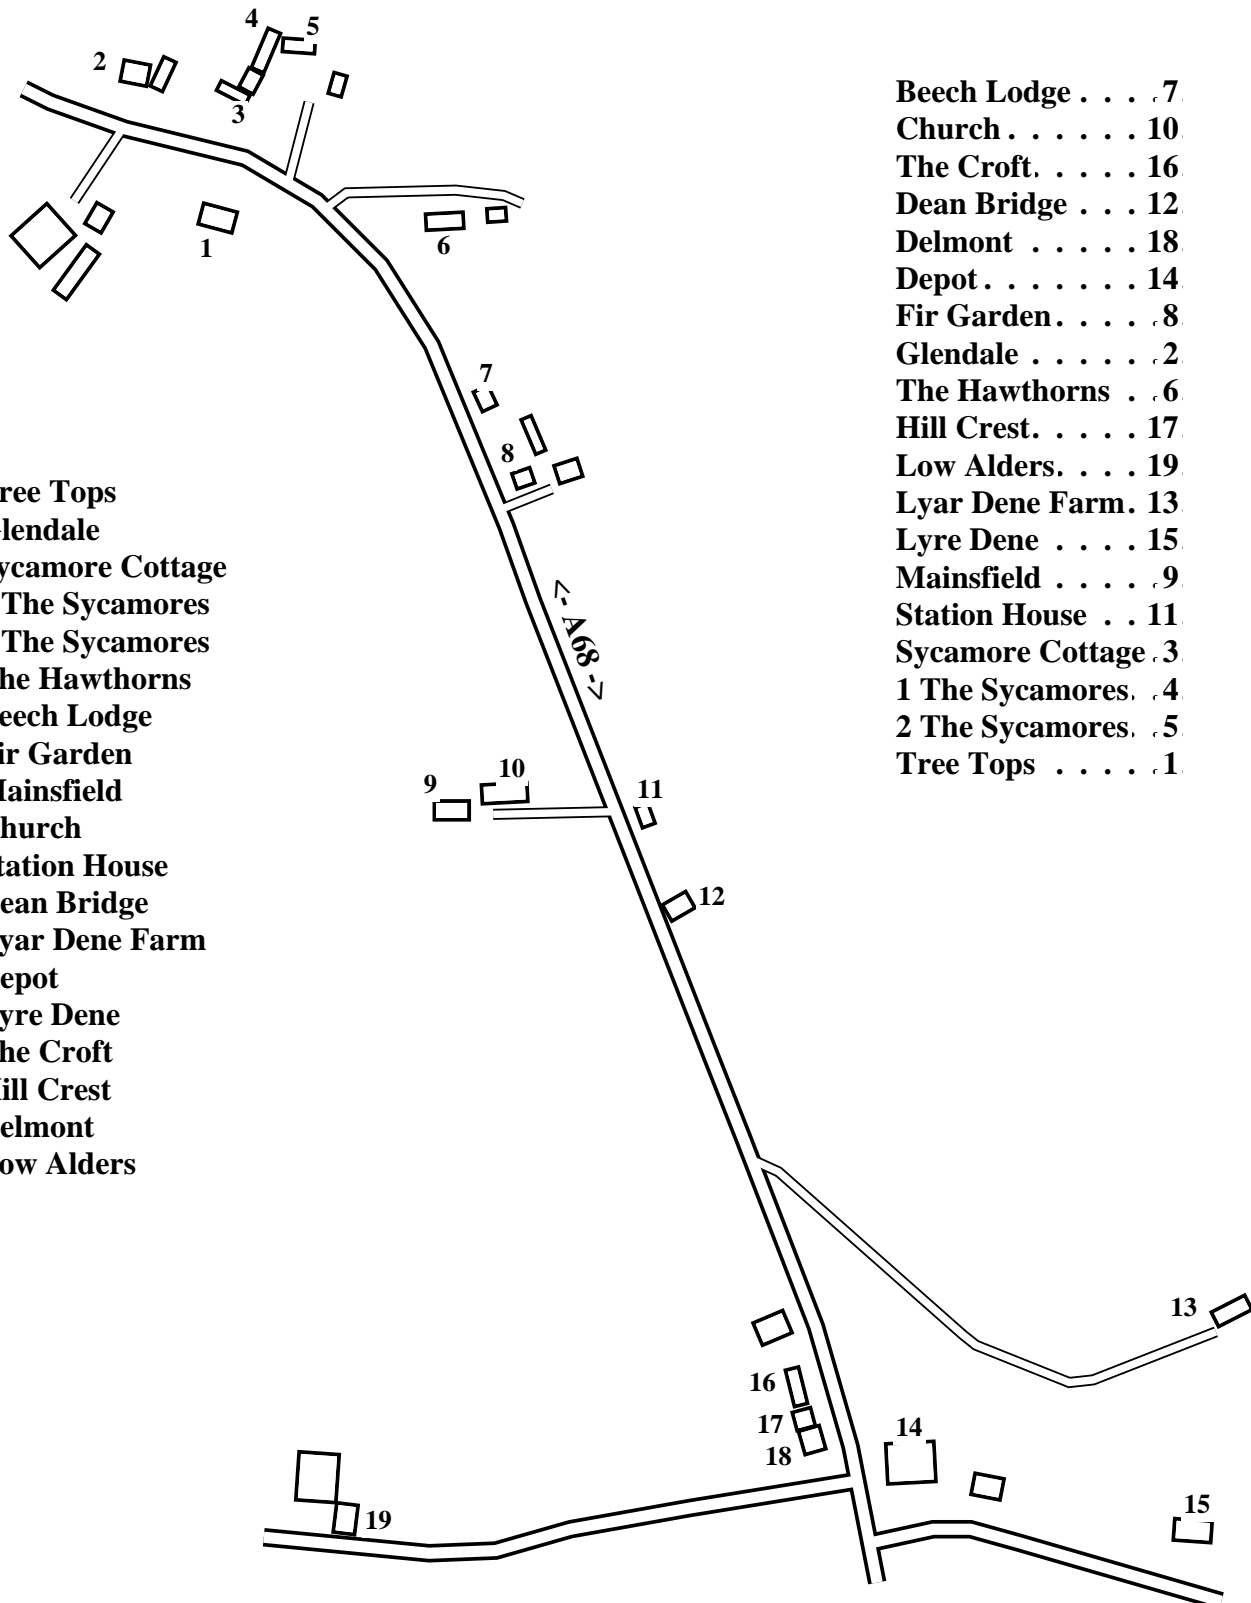 4
5
2
3
1
6
7
8
<- A68 ->
9
10
11
12
13
16
17
18
14
15
19
Beech Lodge . . . . 7
Church . . . . . . 10
The Croft. . . . . 16
Dean Bridge . . . 12
Delmont . . . . . 18
Depot . . . . . . . 14
Fir Garden. . . . . 8
Glendale . . . . . . 2
The Hawthorns . . 6
Hill Crest. . . . . 17
Low Alders. . . . 19
Lyar Dene Farm. 13
Lyre Dene . . . . 15
Mainsfield . . . . . 9
Station House . . 11
Sycamore Cottage . 3
1 The Sycamores. . 4
2 The Sycamores. . 5
Tree Tops . . . . . 1
ree Tops
lendale
ycamore Cottage
The Sycamores
The Sycamores
he Hawthorns
eech Lodge
ir Garden
ainsfield
hurch
tation House
ean Bridge
yar Dene Farm
epot
yre Dene
he Croft
ill Crest
elmont
ow Alders